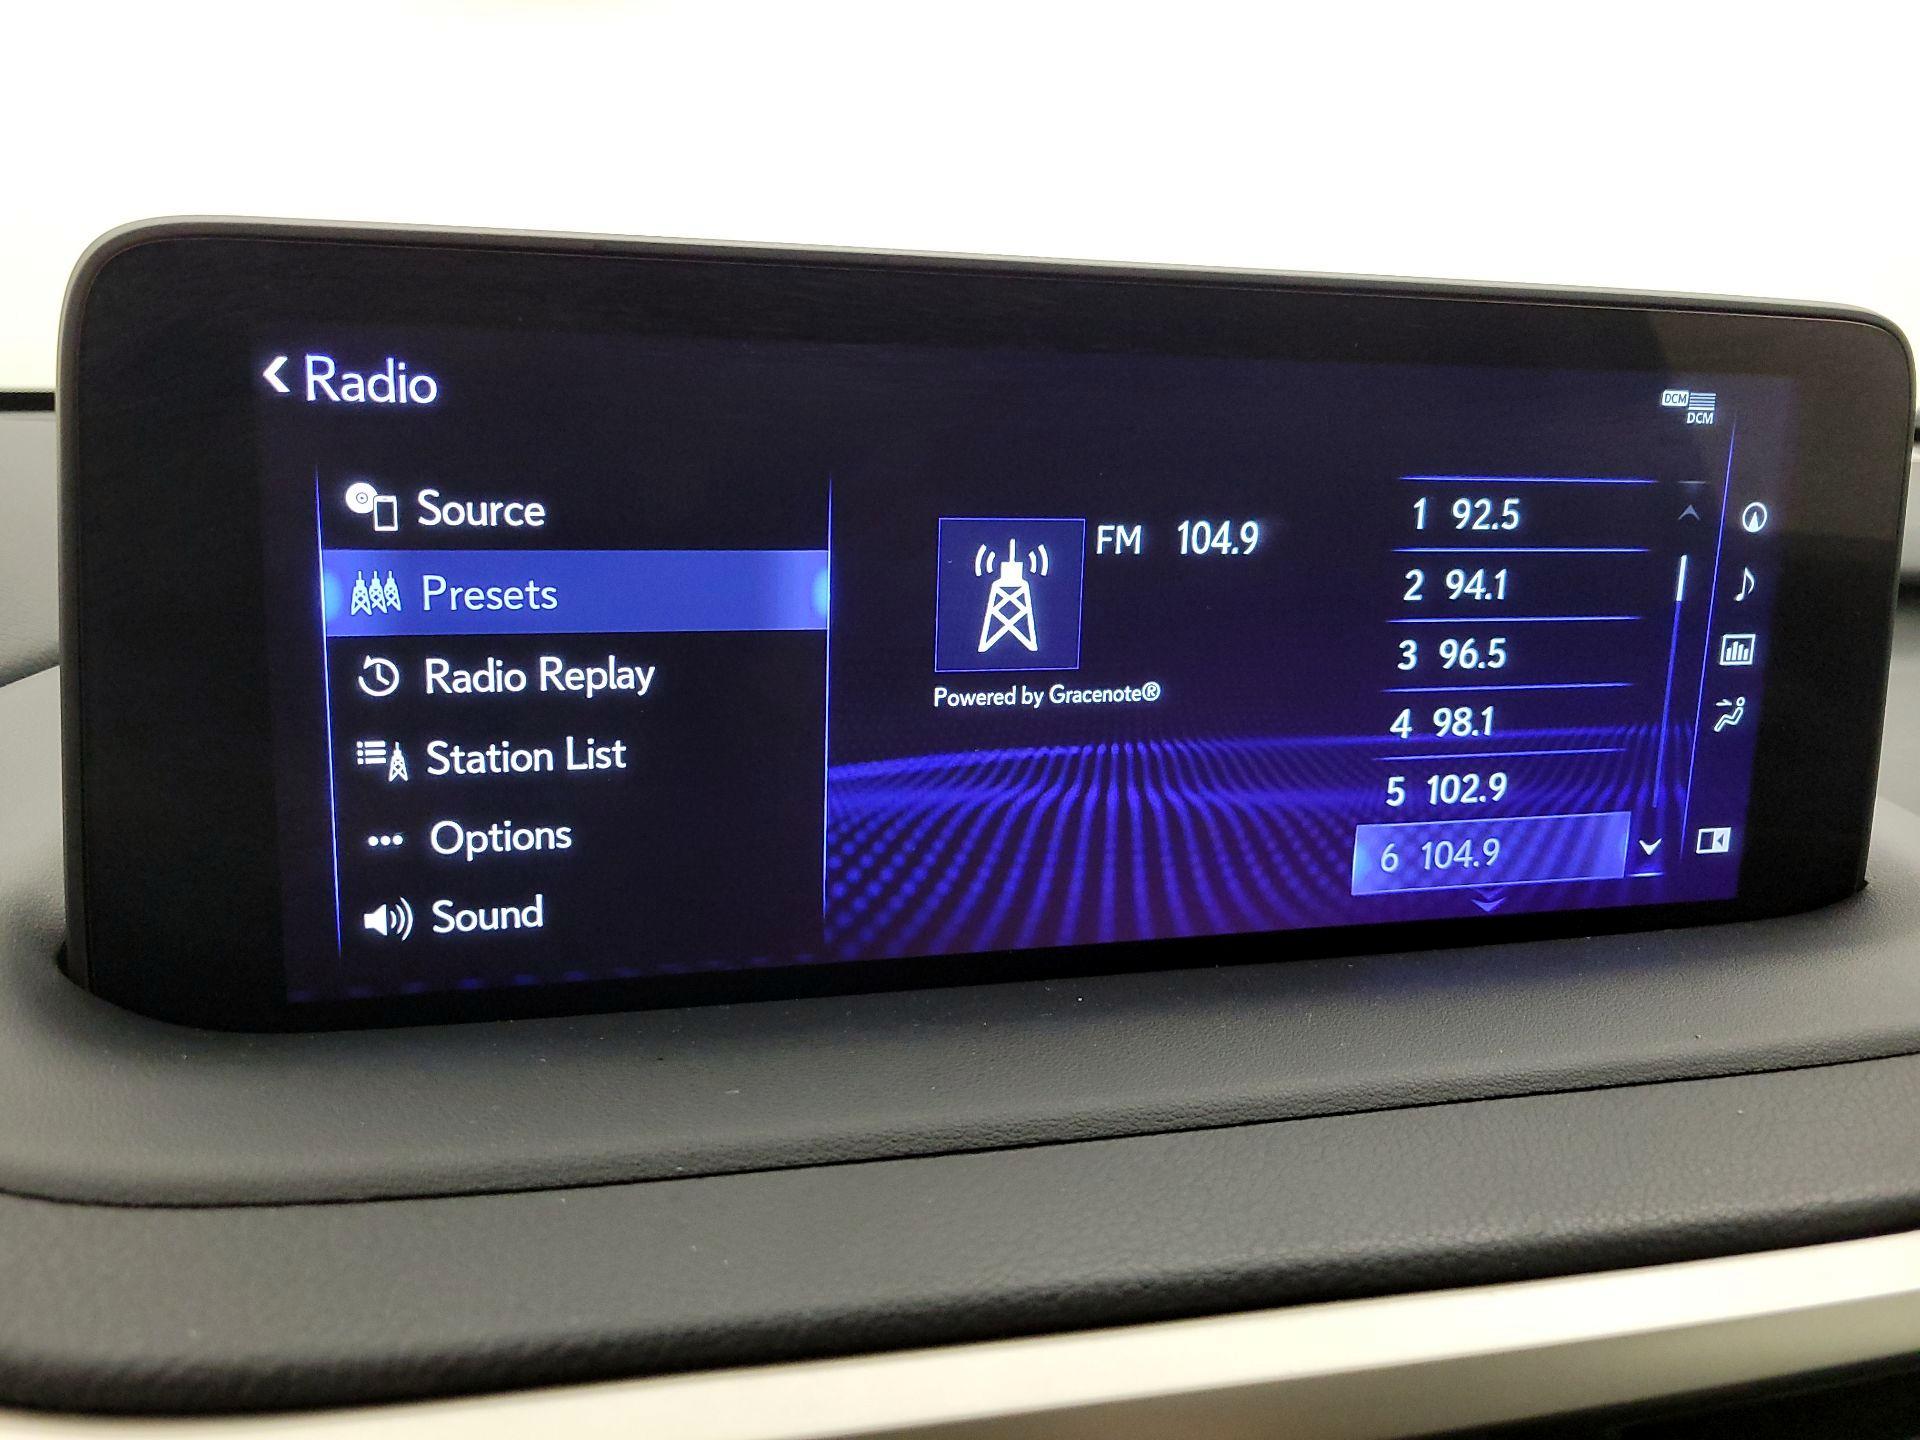 Radio
DCM
DCM
Source
Presets
Radio Replay
Station List
Options
Sound
FM 104.9
Powered by Gracenote®
1 92.5
2 94.1
3 96.5
4 98.1
5 102.9
6 104.9